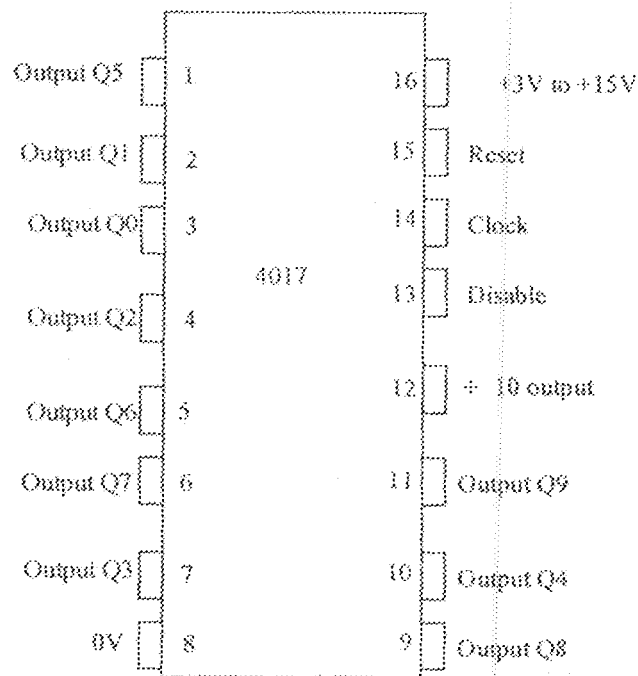 Output Q5 1
Output Q1 2
Output Q0 3
Output Q2 4
Output Q6 5
Output Q7 6
Output Q3 7
0V 8
4017
16 +3V to +15V
15 Reset
14 Clock
13 Disable
12 ÷ 10 output
11 Output Q9
10 Output Q4
9 Output Q8